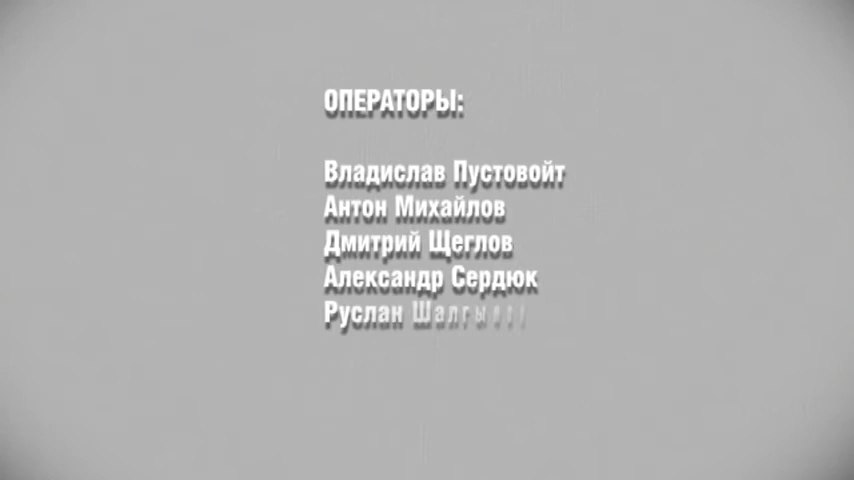 ОПЕРАТОРЫ:
Владислав Пустовойт
Антон Михайлов
Дмитрий Щеглов
Александр Сердюк
Руслан